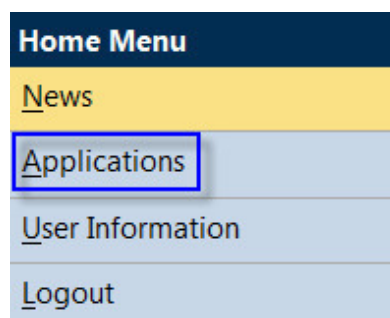 Home Menu
News
Applications
User Information
Logout